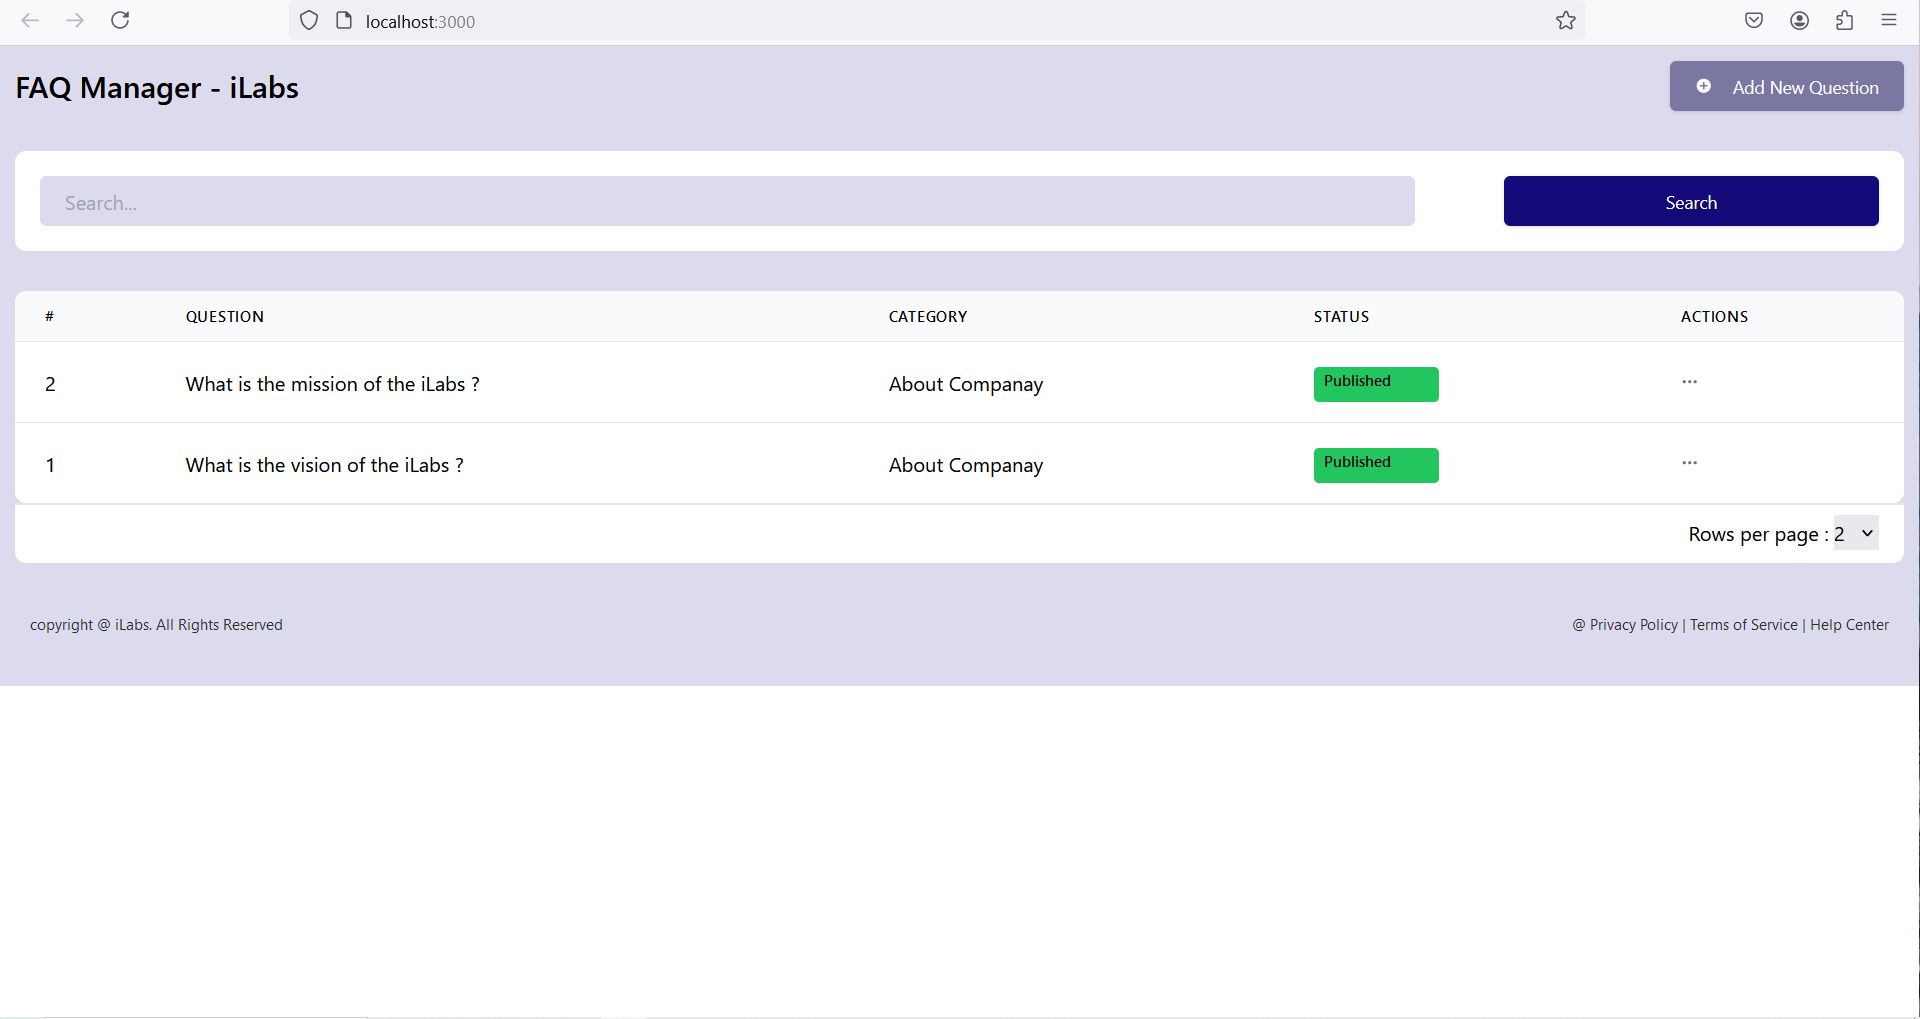 localhost:3000
FAQ Manager - iLabs
Add New Question
Search...
Search
# QUESTION CATEGORY STATUS ACTIONS
2 What is the mission of the iLabs ? About Companay Published ...
1 What is the vision of the iLabs ? About Companay Published ...
Rows per page : 2
copyright @ iLabs. All Rights Reserved
@ Privacy Policy | Terms of Service | Help Center